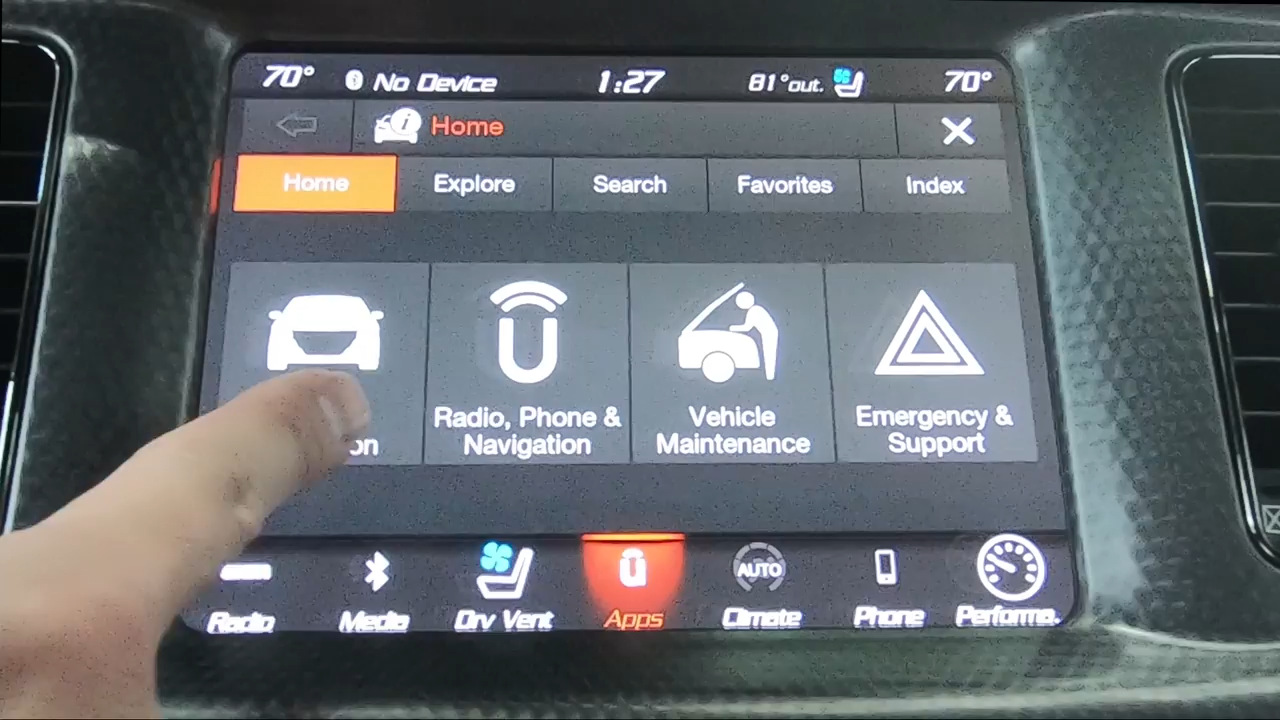 70° No Device 1:27 81°out. 70°
Home
Home Explore Search Favorites Index
Radio, Phone &
Navigation
Vehicle
Maintenance
Emergency &
Support
AUTO
Radio Media Drv Vent Apps Climate Phone Performa.